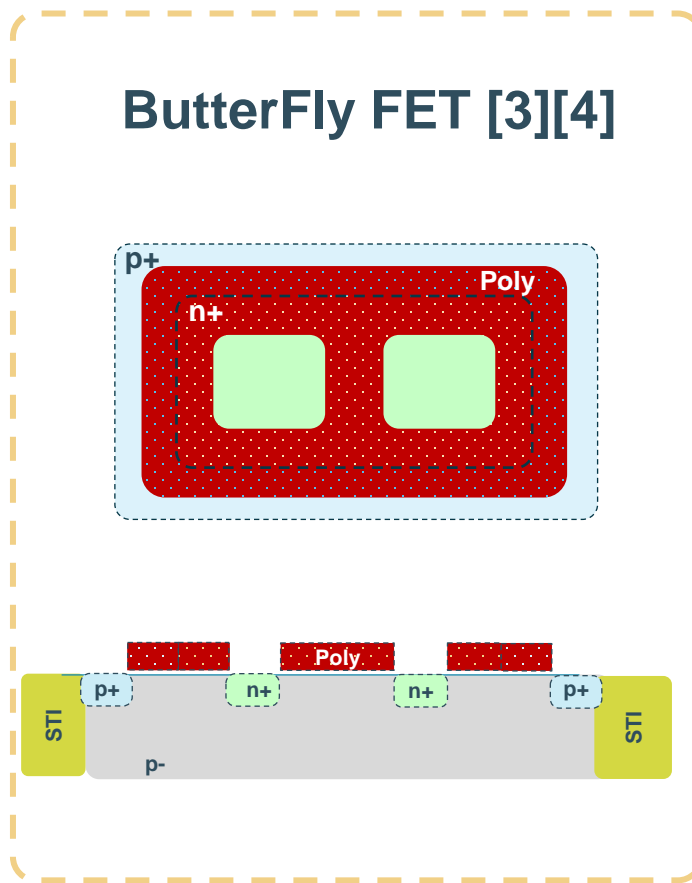 ButterFly FET [3][4]
p+
Poly
n+
Poly
p+
n+
n+
p+
STI
STI
p-